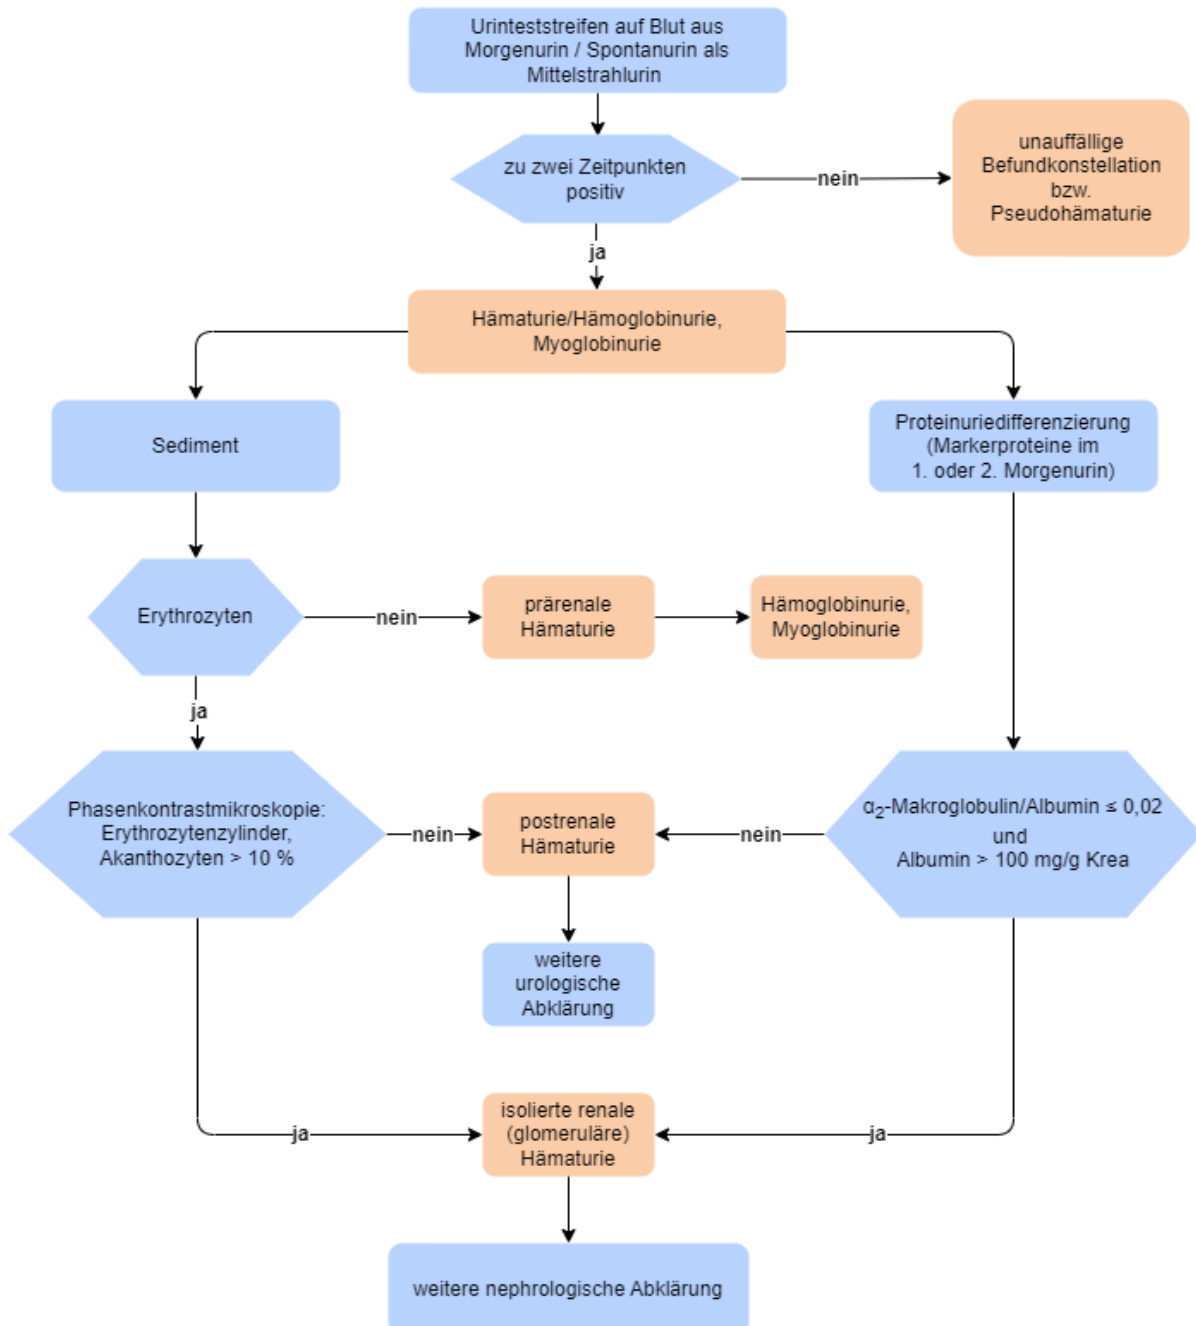 Urinteststreifen auf Blut aus
Morgenurin / Spontanurin als
Mittelstrahlurin
zu zwei Zeitpunkten
positiv
nein
unauffällige
Befundkonstellation
bzw.
Pseudohämaturie
ja
Hämaturie/Hämoglobinurie,
Myoglobinurie
Sediment
Proteinuriedifferenzierung
(Markerproteine im
1. oder 2. Morgenurin)
Erythrozyten
nein
prärenale
Hämaturie
Hämoglobinurie,
Myoglobinurie
ja
Phasenkontrastmikroskopie:
Erythrozytenzylinder,
Akanthozyten > 10 %
nein
postrenale
Hämaturie
nein
α₂-Makroglobulin/Albumin ≤ 0,02
und
Albumin > 100 mg/g Krea
weitere
urologische
Abklärung
ja
isolierte renale
(glomeruläre)
Hämaturie
ja
weitere nephrologische Abklärung